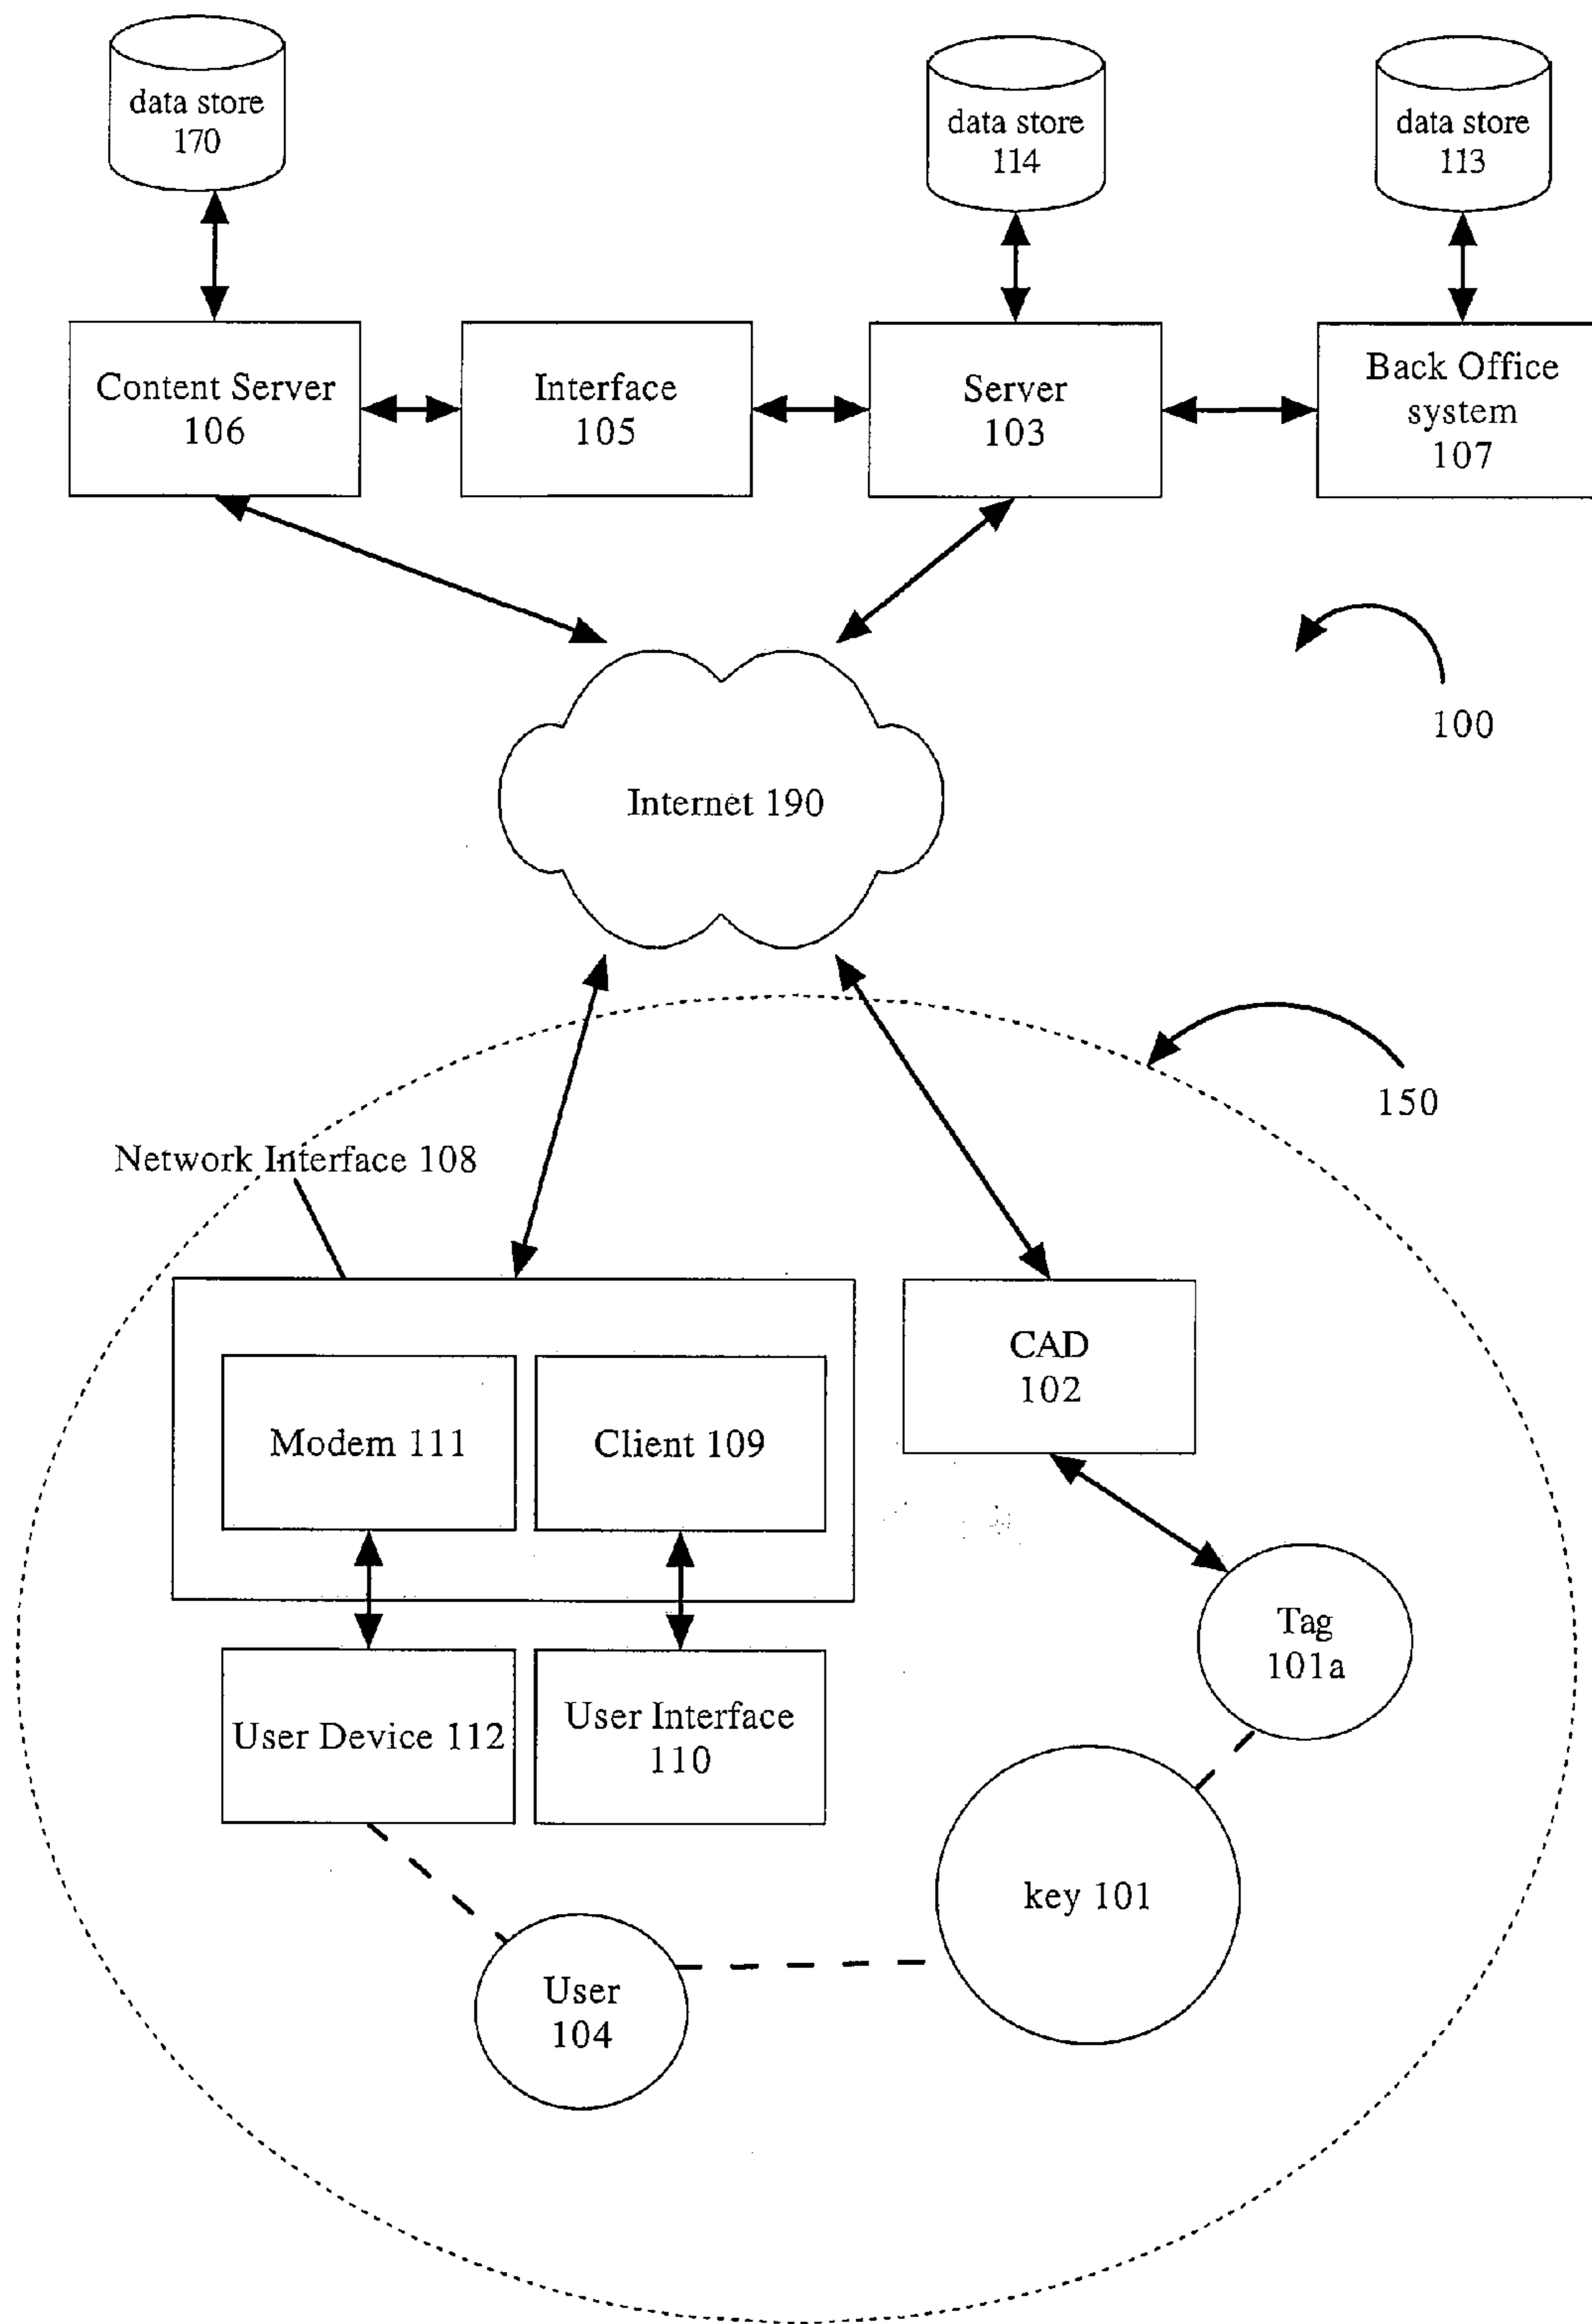 data store
170
data store
114
data store
113
Content Server
106
Interface
105
Server
103
Back Office
system
107
100
Internet 190
150
Network Interface 108
CAD
102
Modem 111
Client 109
Tag
101a
User Device 112
User Interface
110
key 101
User
104